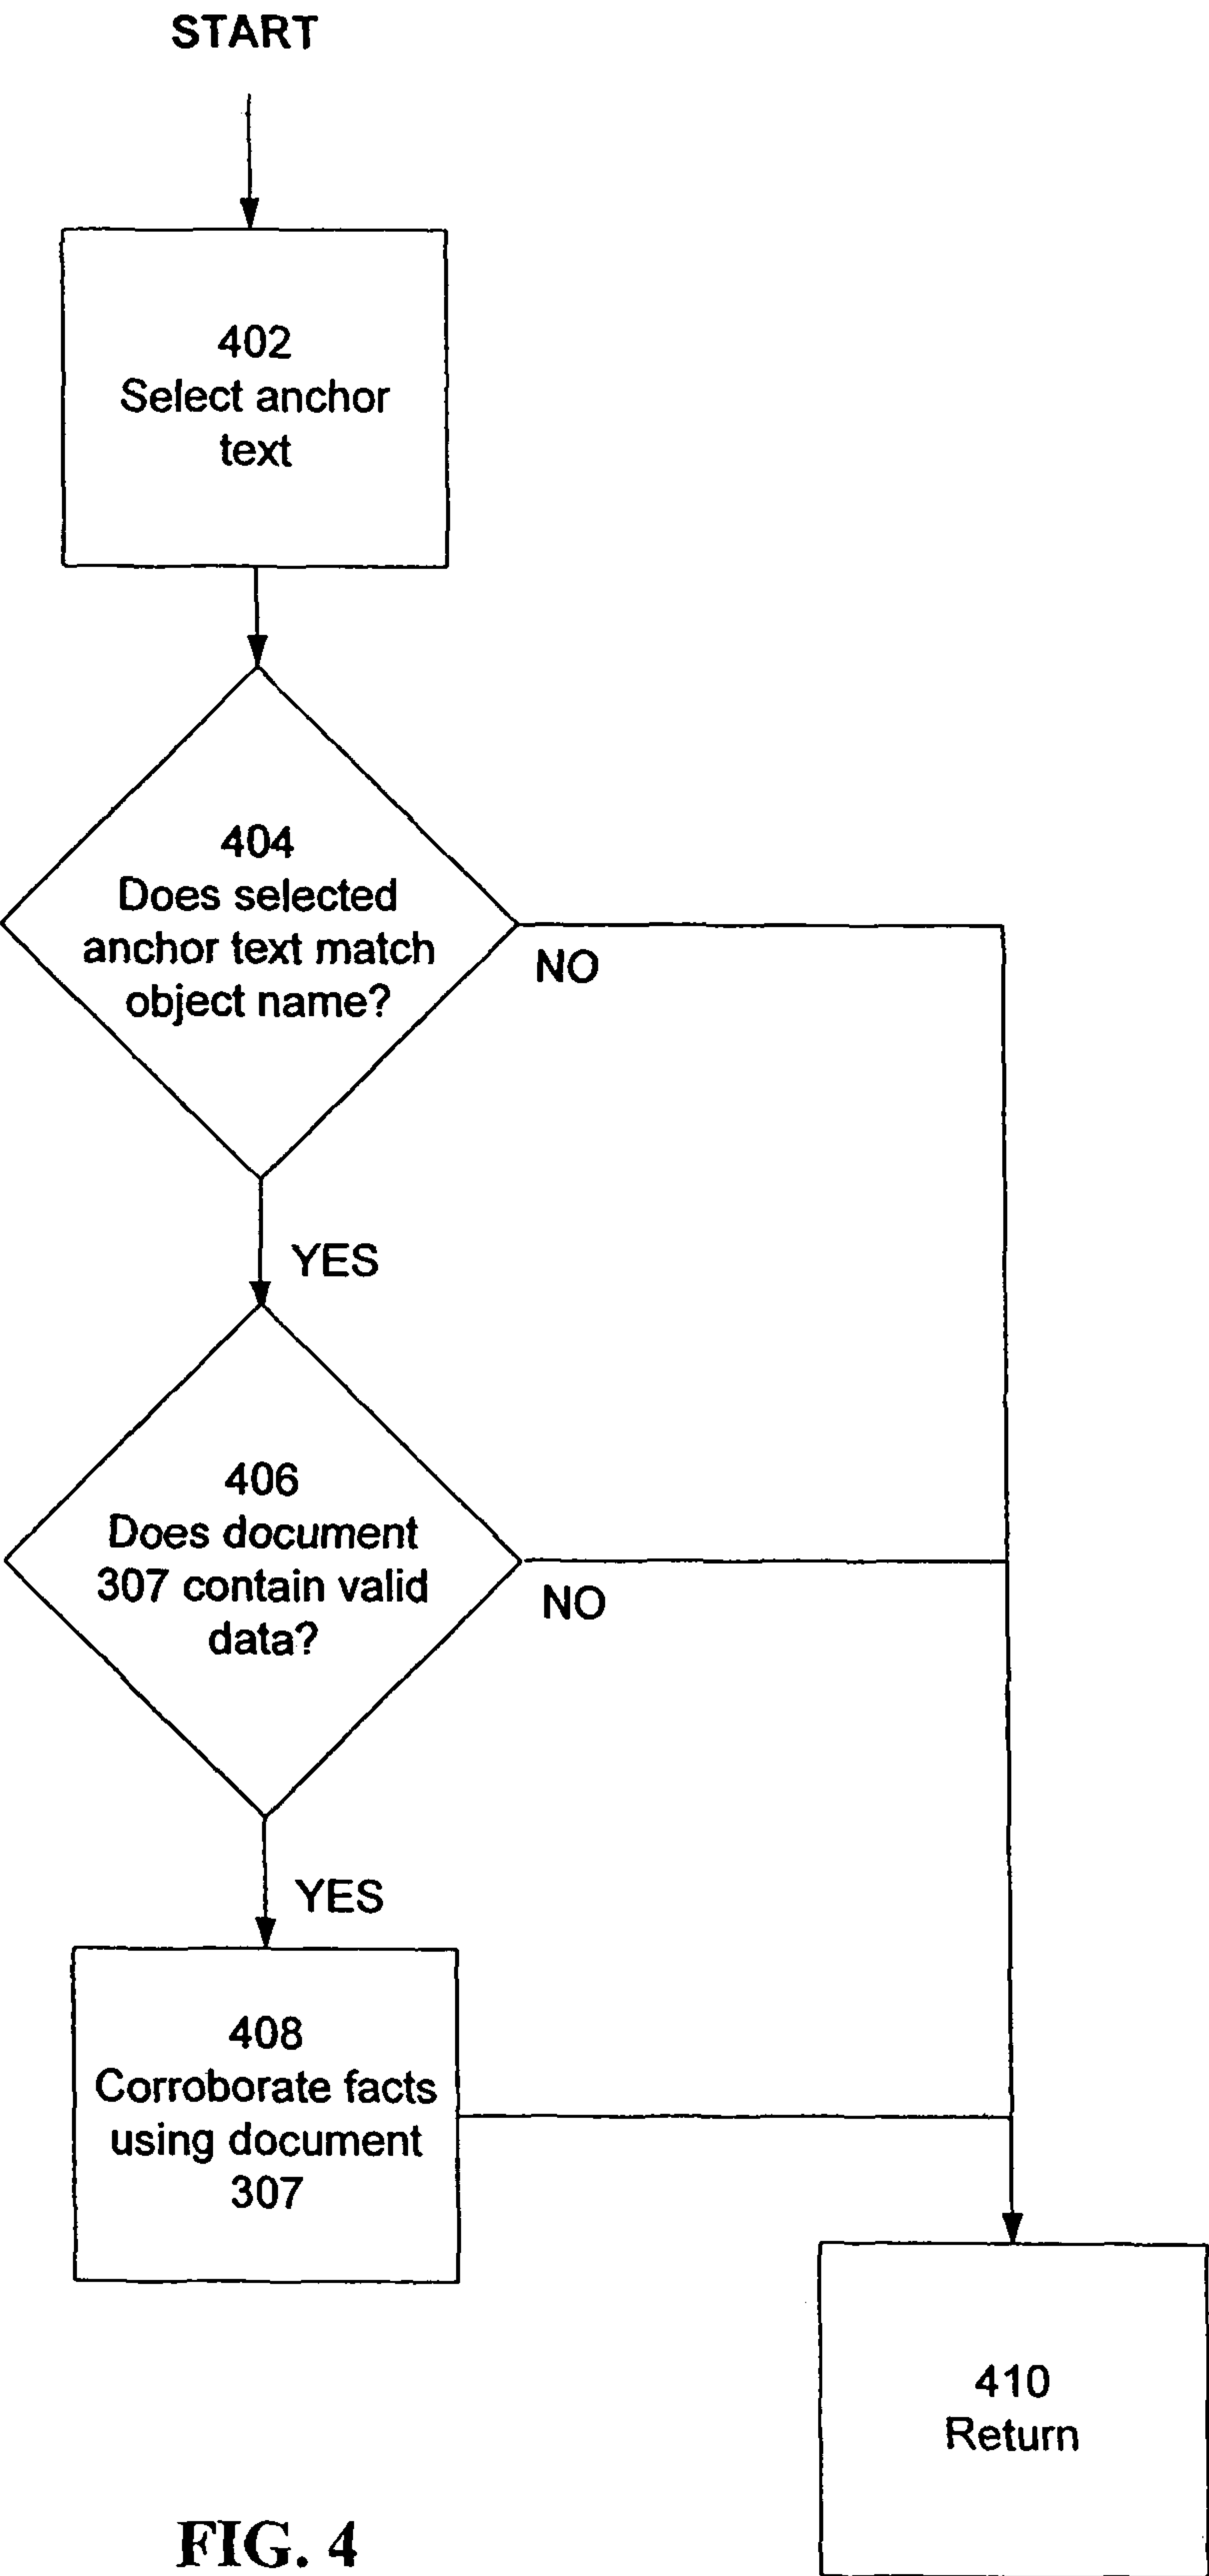 START
402
Select anchor
text
404
Does selected
anchor text match
object name?
NO
YES
406
Does document
307 contain valid
data?
NO
YES
408
Corroborate facts
using document
307
410
Return
FIG. 4